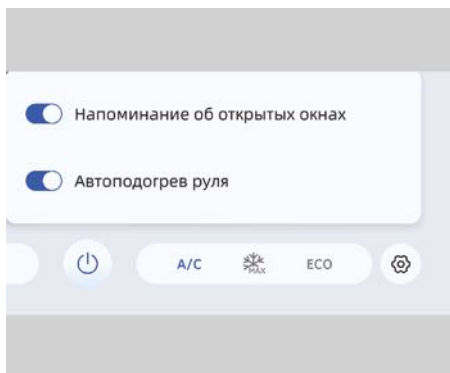 Напоминание об открытых окнах
Автоподогрев руля
A/C
MAX
ECO